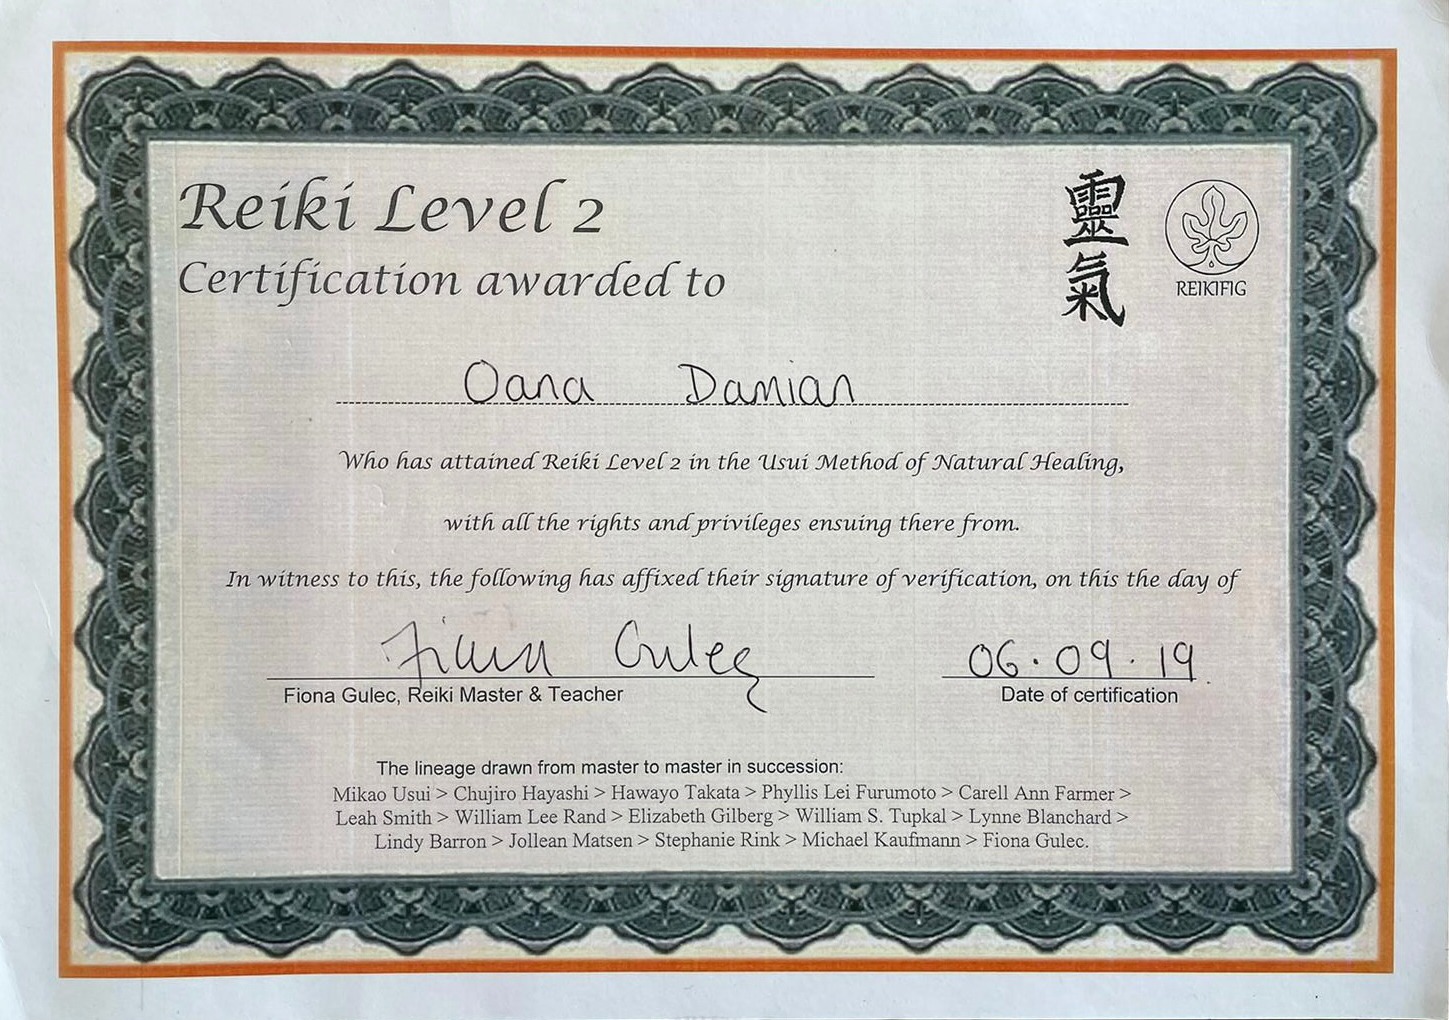 Reiki Level 2
Certification awarded to
靈氣
REIKIFIG
Oana Damian
Who has attained Reiki Level 2 in the Usui Method of Natural Healing,
with all the rights and privileges ensuing there from.
In witness to this, the following has affixed their signature of verification, on this the day of
Fiona Gulec
06.09.19
Fiona Gulec, Reiki Master & Teacher
Date of certification
The lineage drawn from master to master in succession:
Mikao Usui > Chujiro Hayashi > Hawayo Takata > Phyllis Lei Furumoto > Carell Ann Farmer >
Leah Smith > William Lee Rand > Elizabeth Gilberg > William S. Tupkal > Lynne Blanchard >
Lindy Barron > Jollean Matsen > Stephanie Rink > Michael Kaufmann > Fiona Gulec.